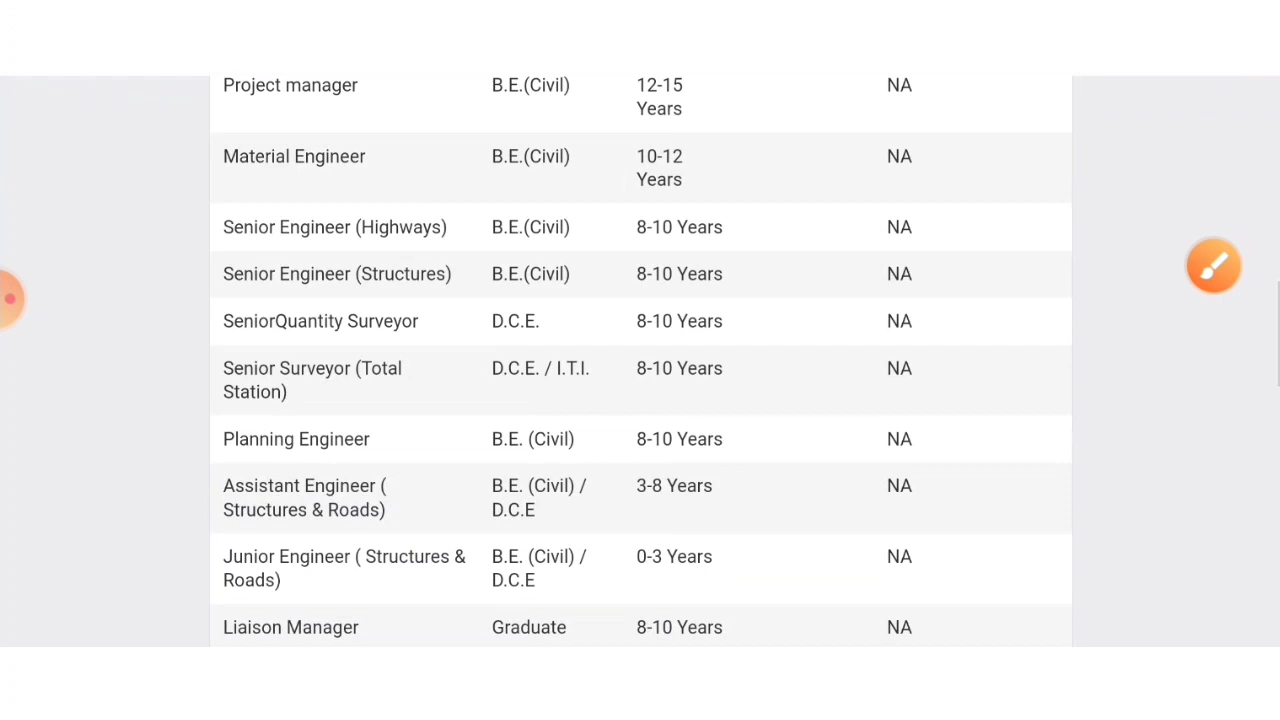 Project manager B.E.(Civil) 12-15 NA
Years
Material Engineer B.E.(Civil) 10-12 NA
Years
Senior Engineer (Highways) B.E.(Civil) 8-10 Years NA
Senior Engineer (Structures) B.E.(Civil) 8-10 Years NA
SeniorQuantity Surveyor D.C.E. 8-10 Years NA
Senior Surveyor (Total D.C.E. / I.T.I. 8-10 Years NA
Station)
Planning Engineer B.E. (Civil) 8-10 Years NA
Assistant Engineer ( B.E. (Civil) / 3-8 Years NA
Structures & Roads) D.C.E
Junior Engineer ( Structures & B.E. (Civil) / 0-3 Years NA
Roads) D.C.E
Liaison Manager Graduate 8-10 Years NA